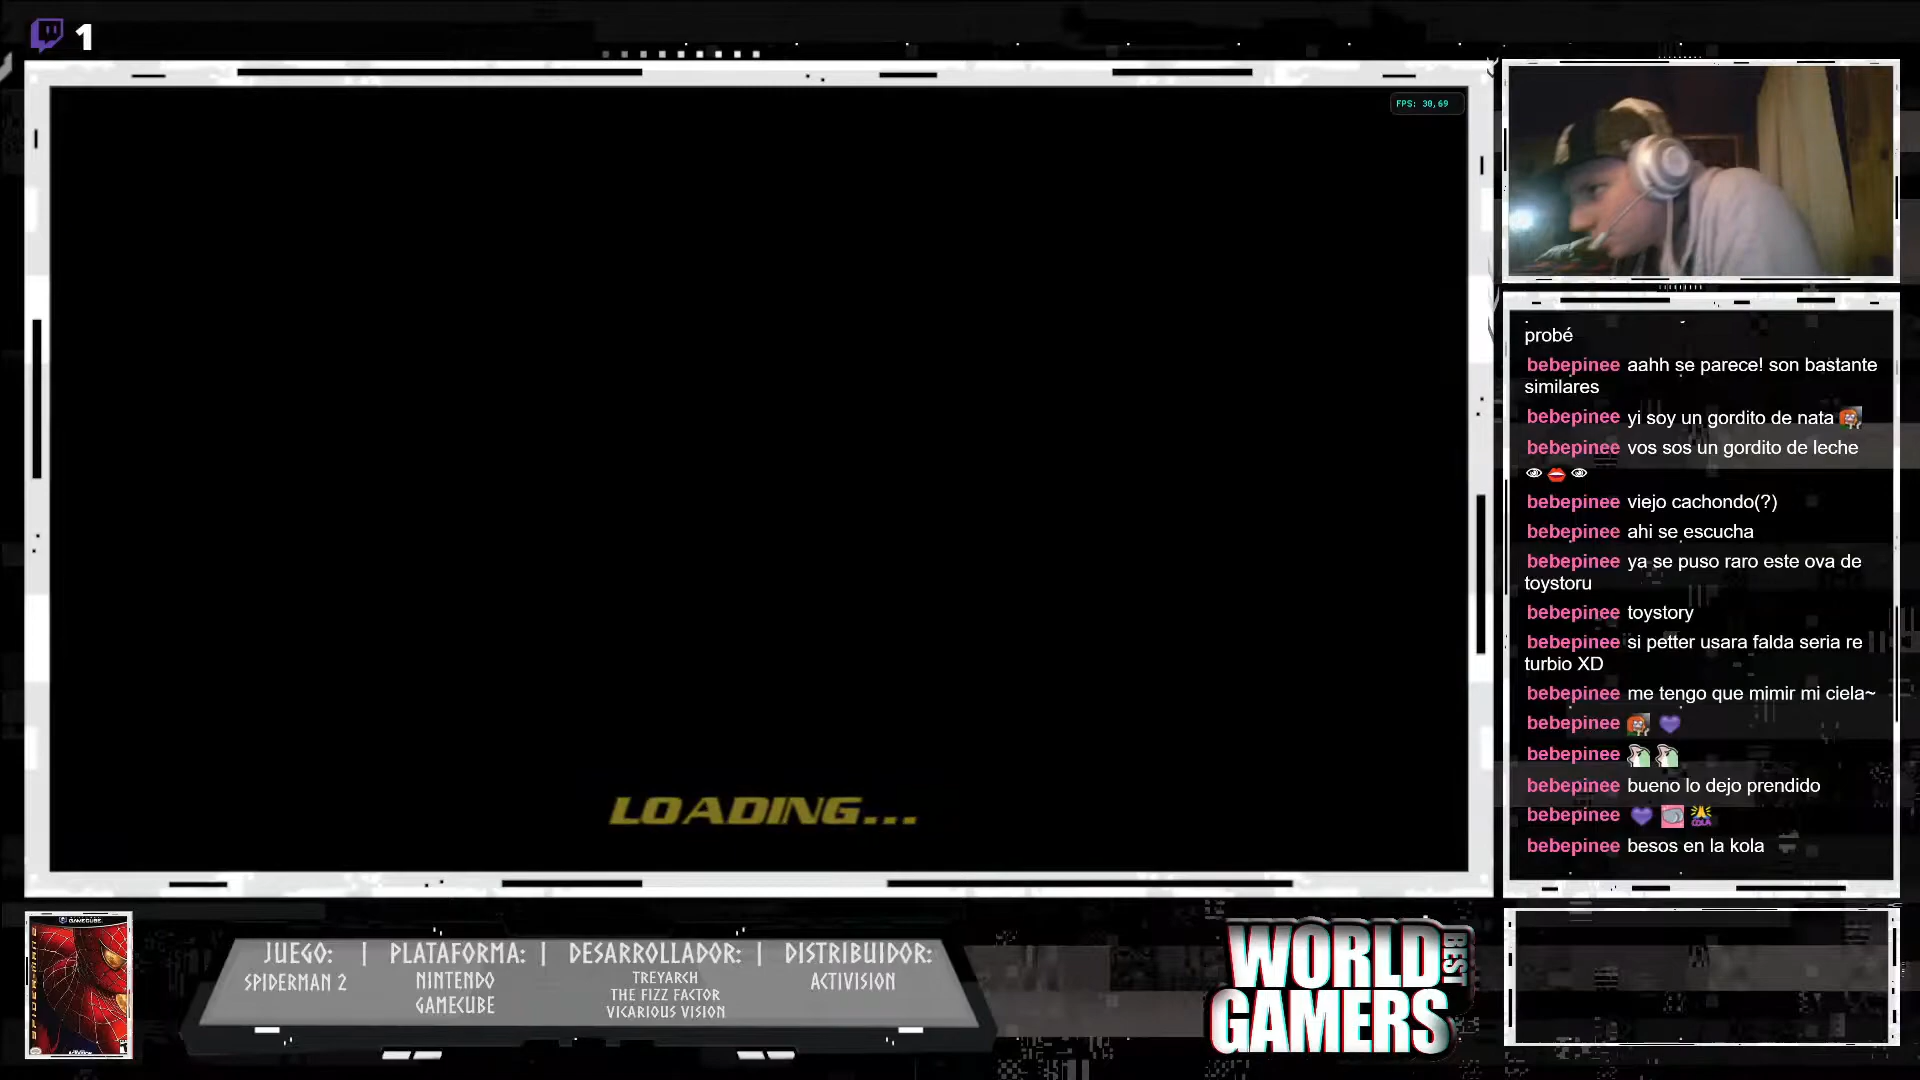 1
FPS: 30,69
probé
bebepinee aahh se parece! son bastante
similares
bebepinee yi soy un gordito de nata
bebepinee vos sos un gordito de leche
bebepinee viejo cachondo(?)
bebepinee ahi se escucha
bebepinee ya se puso raro este ova de
toystoru
bebepinee toystory
bebepinee si petter usara falda seria re
turbio XD
bebepinee me tengo que mimir mi ciela~
bebepinee
bebepinee
bebepinee bueno lo dejo prendido
bebepinee
bebepinee besos en la kola
LOADING...
GAMECUBE
SPIDER-MAN 2
JUEGO: | PLATAFORMA: | DESARROLLADOR: | DISTRIBUIDOR:
SPIDERMAN 2
NINTENDO
GAMECUBE
TREYARCH
THE FIZZ FACTOR
VICARIOUS VISION
ACTIVISION
WORLD
BEST
GAMERS